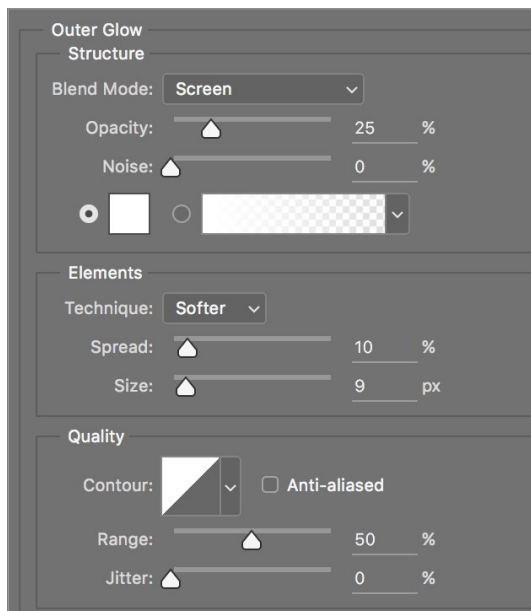 Outer Glow
Structure
Blend Mode: Screen
Opacity: 25 %
Noise: 0 %
Elements
Technique: Softer
Spread: 10 %
Size: 9 px
Quality
Contour: Anti-aliased
Range: 50 %
Jitter: 0 %